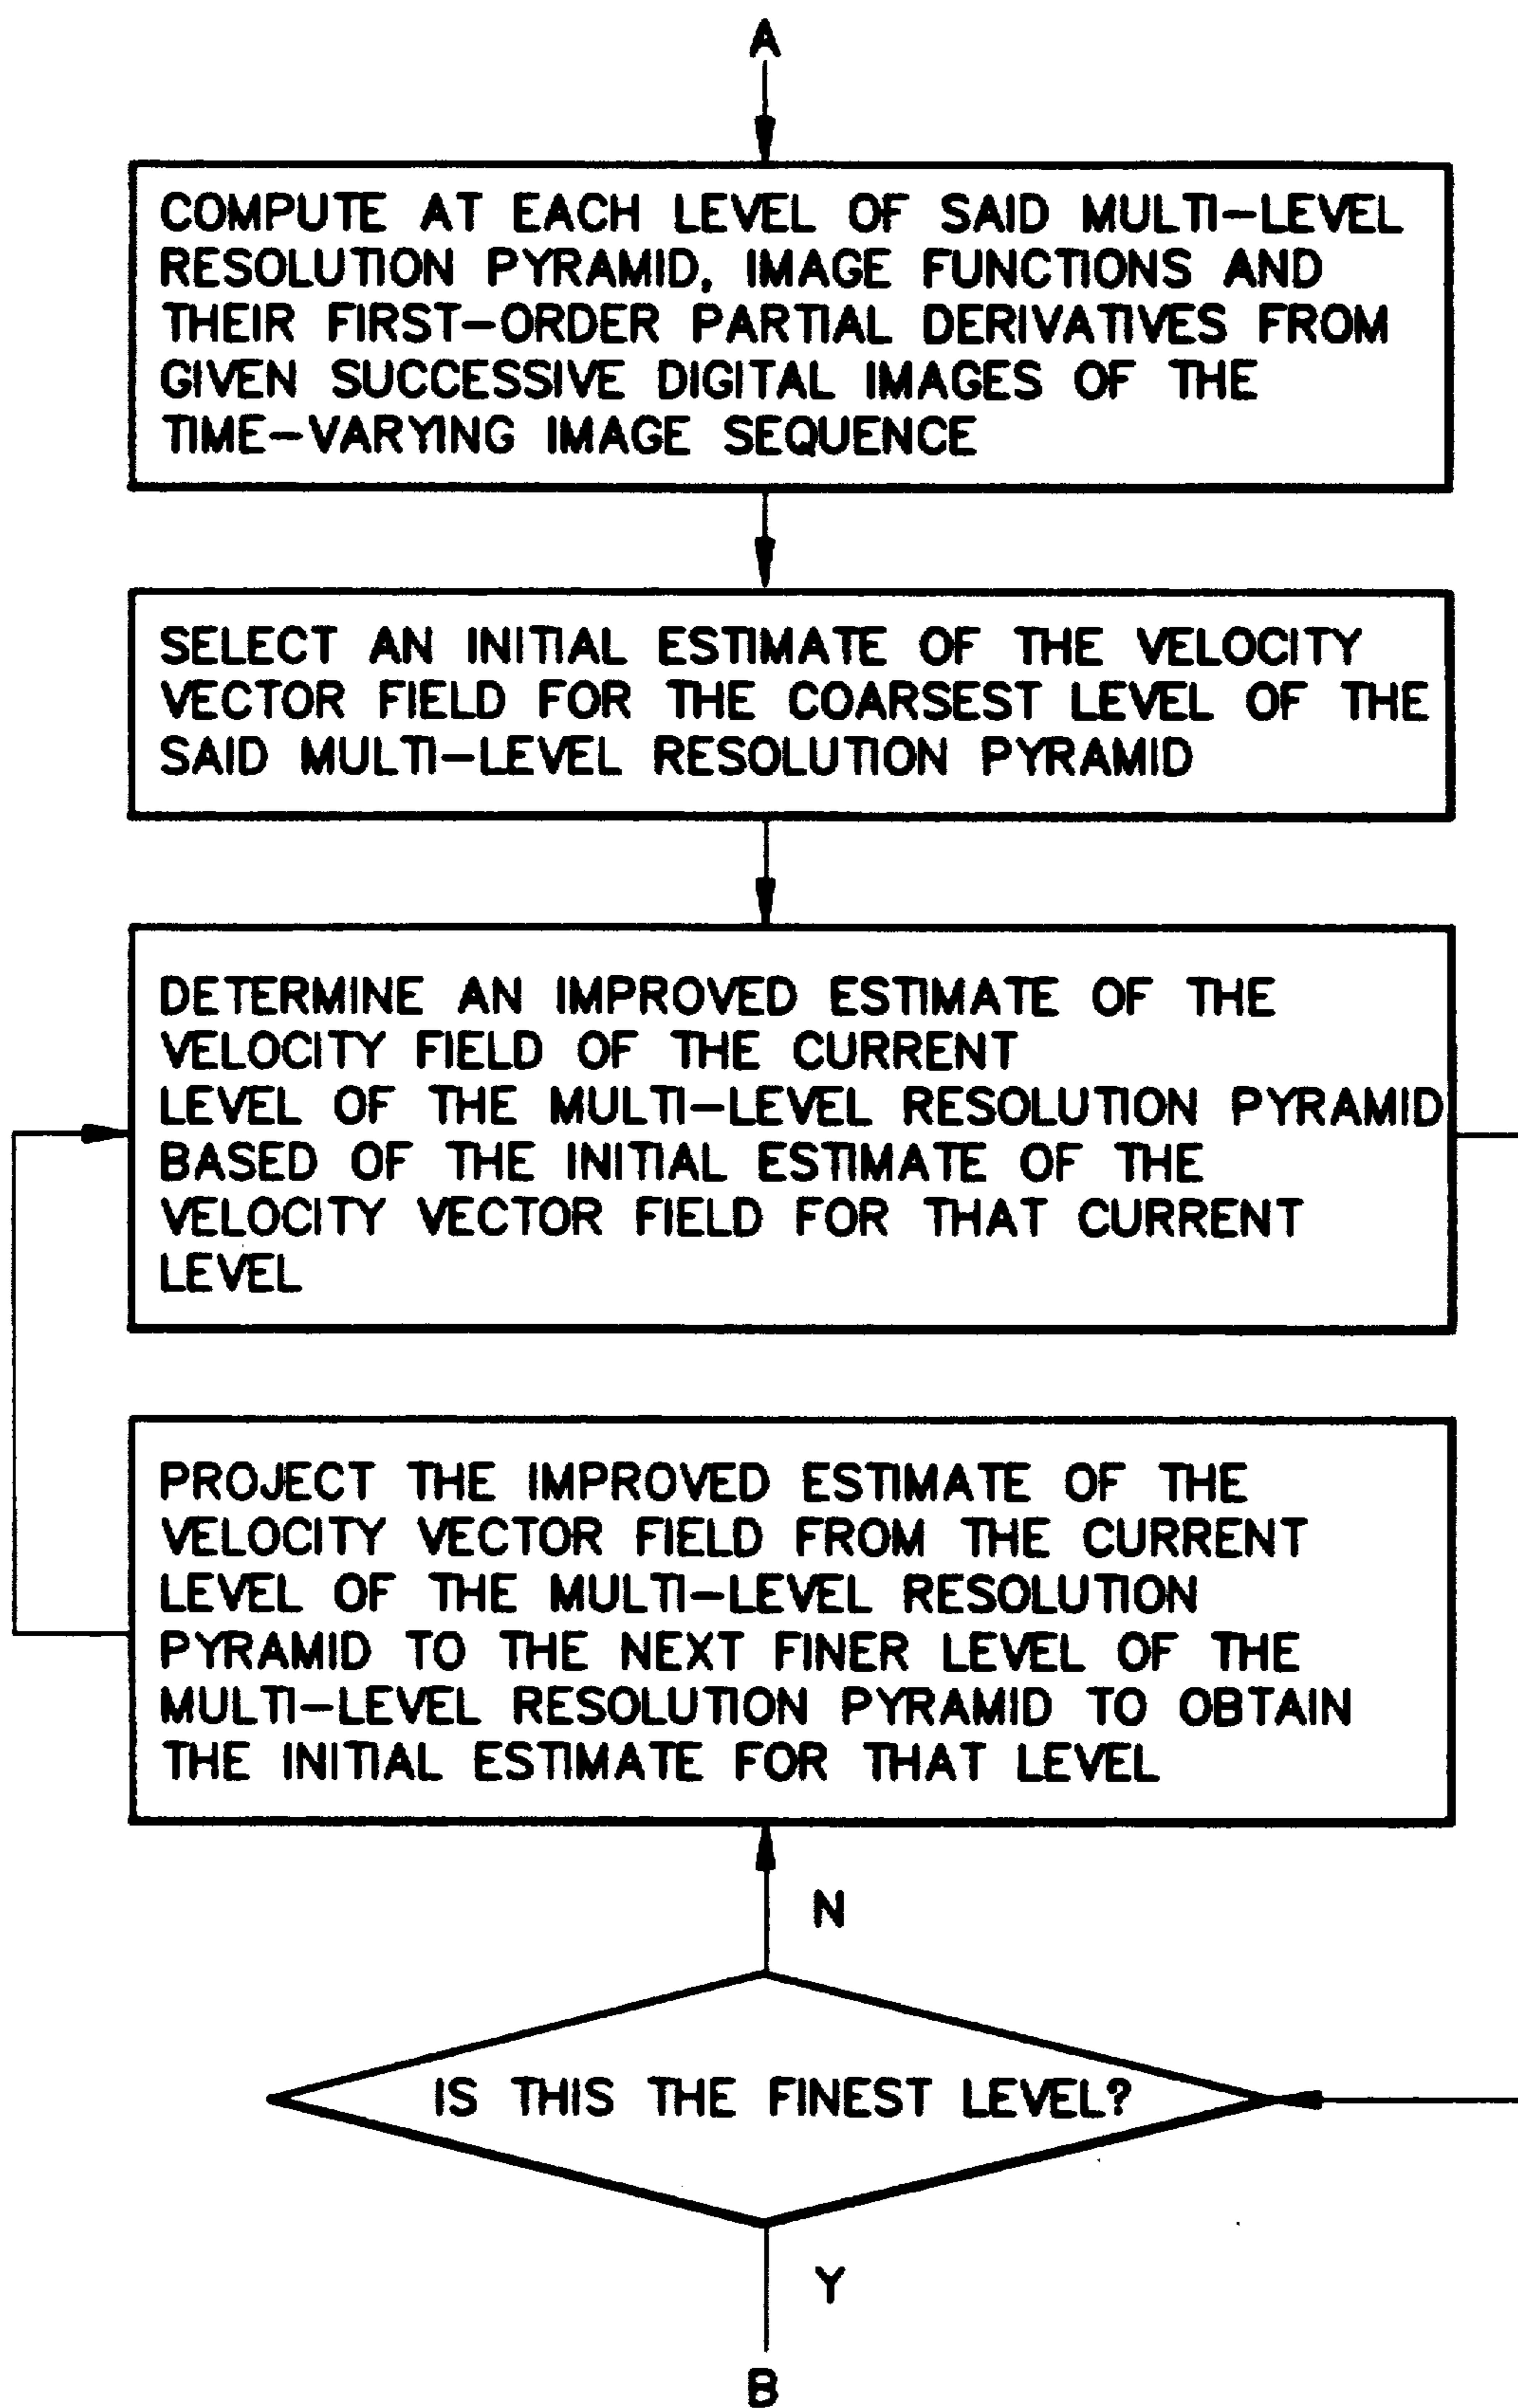 A
COMPUTE AT EACH LEVEL OF SAID MULTI-LEVEL
RESOLUTION PYRAMID, IMAGE FUNCTIONS AND
THEIR FIRST-ORDER PARTIAL DERIVATIVES FROM
GIVEN SUCCESSIVE DIGITAL IMAGES OF THE
TIME-VARYING IMAGE SEQUENCE
SELECT AN INITIAL ESTIMATE OF THE VELOCITY
VECTOR FIELD FOR THE COARSEST LEVEL OF THE
SAID MULTI-LEVEL RESOLUTION PYRAMID
DETERMINE AN IMPROVED ESTIMATE OF THE
VELOCITY FIELD OF THE CURRENT
LEVEL OF THE MULTI-LEVEL RESOLUTION PYRAMID
BASED OF THE INITIAL ESTIMATE OF THE
VELOCITY VECTOR FIELD FOR THAT CURRENT
LEVEL
PROJECT THE IMPROVED ESTIMATE OF THE
VELOCITY VECTOR FIELD FROM THE CURRENT
LEVEL OF THE MULTI-LEVEL RESOLUTION
PYRAMID TO THE NEXT FINER LEVEL OF THE
MULTI-LEVEL RESOLUTION PYRAMID TO OBTAIN
THE INITIAL ESTIMATE FOR THAT LEVEL
N
IS THIS THE FINEST LEVEL?
Y
B